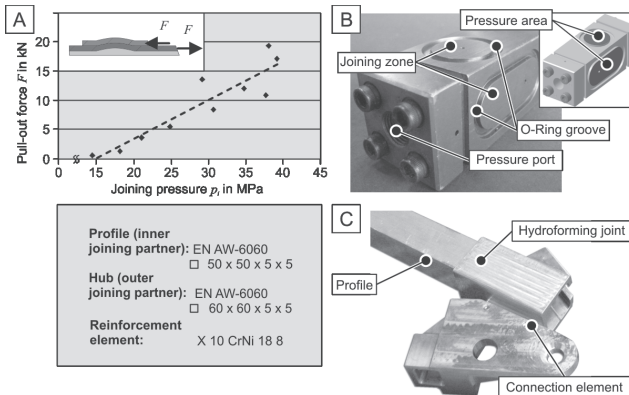 A
F
F
Pull-out force F in kN
25
20
15
10
5
0
0 15 20 25 30 35 40 45
Joining pressure pi in MPa
Profile (inner
joining partner): EN AW-6060
□ 50 x 50 x 5 x 5
Hub (outer
joining partner): EN AW-6060
□ 60 x 60 x 5 x 5
Reinforcement
element: X 10 CrNi 18 8
B
Pressure area
Joining zone
O-Ring groove
Pressure port
C
Hydroforming joint
Profile
Connection element